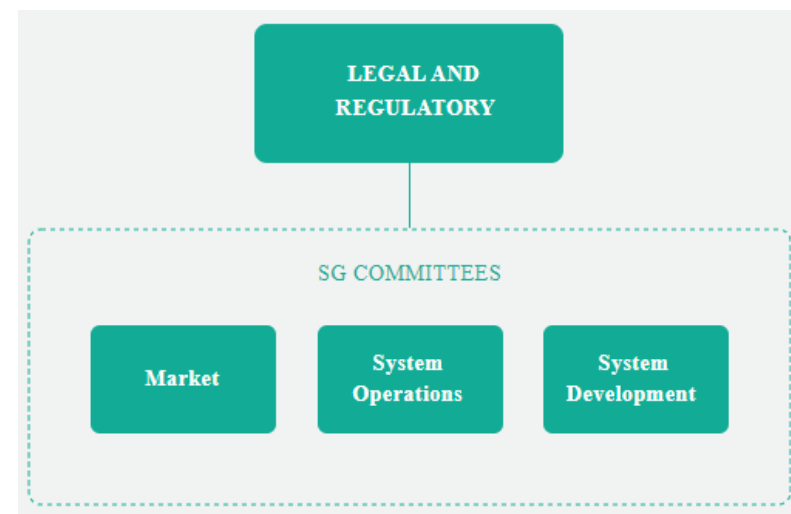 LEGAL AND
REGULATORY
SG COMMITTEES
Market
System
Operations
System
Development